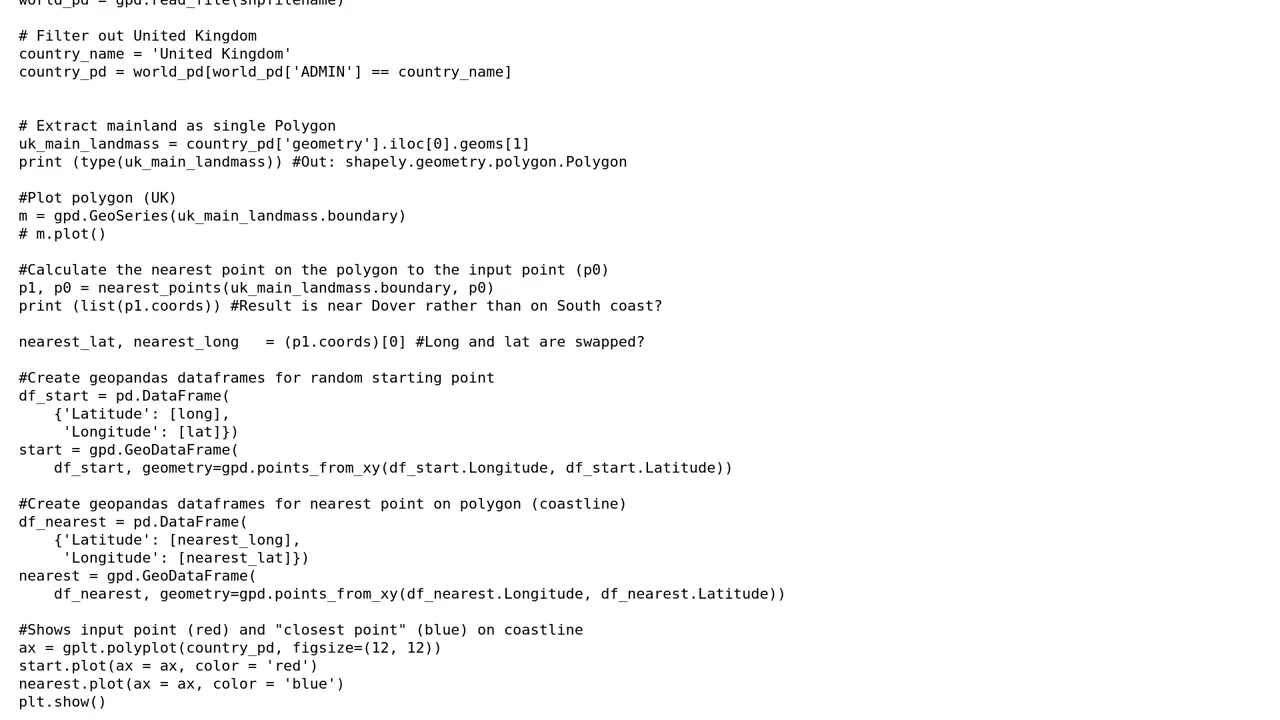 world_pd = gpd.read_file(shpfilename)
# Filter out United Kingdom
country_name = 'United Kingdom'
country_pd = world_pd[world_pd['ADMIN'] == country_name]
# Extract mainland as single Polygon
uk_main_landmass = country_pd['geometry'].iloc[0].geoms[1]
print (type(uk_main_landmass)) #Out: shapely.geometry.polygon.Polygon
#Plot polygon (UK)
m = gpd.GeoSeries(uk_main_landmass.boundary)
# m.plot()
#Calculate the nearest point on the polygon to the input point (p0)
p1, p0 = nearest_points(uk_main_landmass.boundary, p0)
print (list(p1.coords)) #Result is near Dover rather than on South coast?
nearest_lat, nearest_long   = (p1.coords)[0] #Long and lat are swapped?
#Create geopandas dataframes for random starting point
df_start = pd.DataFrame(
    {'Latitude': [long],
     'Longitude': [lat]})
start = gpd.GeoDataFrame(
    df_start, geometry=gpd.points_from_xy(df_start.Longitude, df_start.Latitude))
#Create geopandas dataframes for nearest point on polygon (coastline)
df_nearest = pd.DataFrame(
    {'Latitude': [nearest_long],
     'Longitude': [nearest_lat]})
nearest = gpd.GeoDataFrame(
    df_nearest, geometry=gpd.points_from_xy(df_nearest.Longitude, df_nearest.Latitude))
#Shows input point (red) and "closest point" (blue) on coastline
ax = gplt.polyplot(country_pd, figsize=(12, 12))
start.plot(ax = ax, color = 'red')
nearest.plot(ax = ax, color = 'blue')
plt.show()